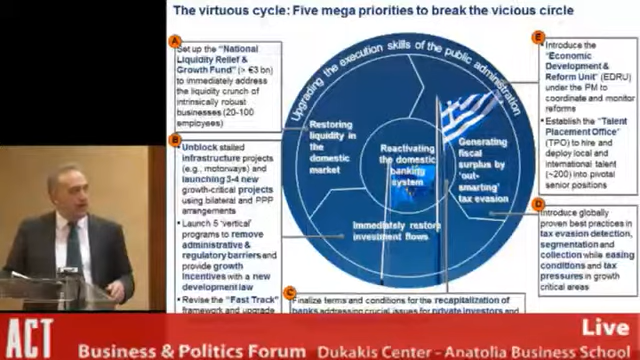 The virtuous cycle: Five mega priorities to break the vicious circle
A
Set up the "National
Liquidity Relief &
Growth Fund" (> €3 bn)
to immediately address
the liquidity crunch of
intrinsically robust
businesses (20-100
employees)
B
Unblock stalled
infrastructure projects
(e.g., motorways) and
launching 3-4 new
growth-critical projects
using bilateral and PPP
arrangements
Launch 5 'vertical'
programs to remove
administrative &
regulatory barriers and
provide growth
incentives with a new
development law
Revise the "Fast Track"
framework and upgrade
Upgrading the execution skills of the public administration
Restoring
liquidity in
the domestic
market
Reactivating
the domestic
banking
system
Generating
fiscal
surplus by
'out-
smarting'
tax evasion
Immediately restore
investment flows
E
Introduce the
"Economic
Development &
Reform Unit" (EDRU)
under the PM to
coordinate and monitor
reforms
Establish the "Talent
Placement Office"
(TPO) to hire and
deploy local and
international talent
(~200) into pivotal
senior positions
D
Introduce globally
proven best practices in
tax evasion detection,
segmentation and
collection while easing
conditions and tax
pressures in growth
critical areas
C
Finalize terms and conditions for the recapitalization of
banks addressing crucial issues for private investors and
Live
ACT
Business & Politics Forum Dukakis Center - Anatolia Business School